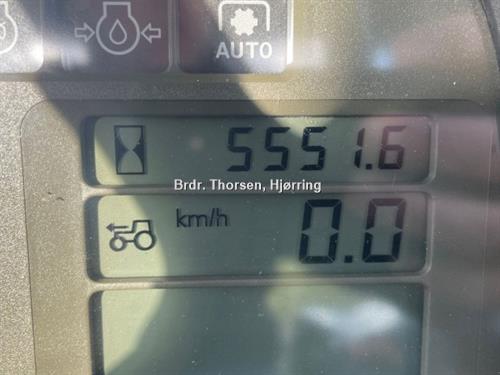 AUTO
5551.6
Brdr. Thorsen, Hjørring
km/h 0.0